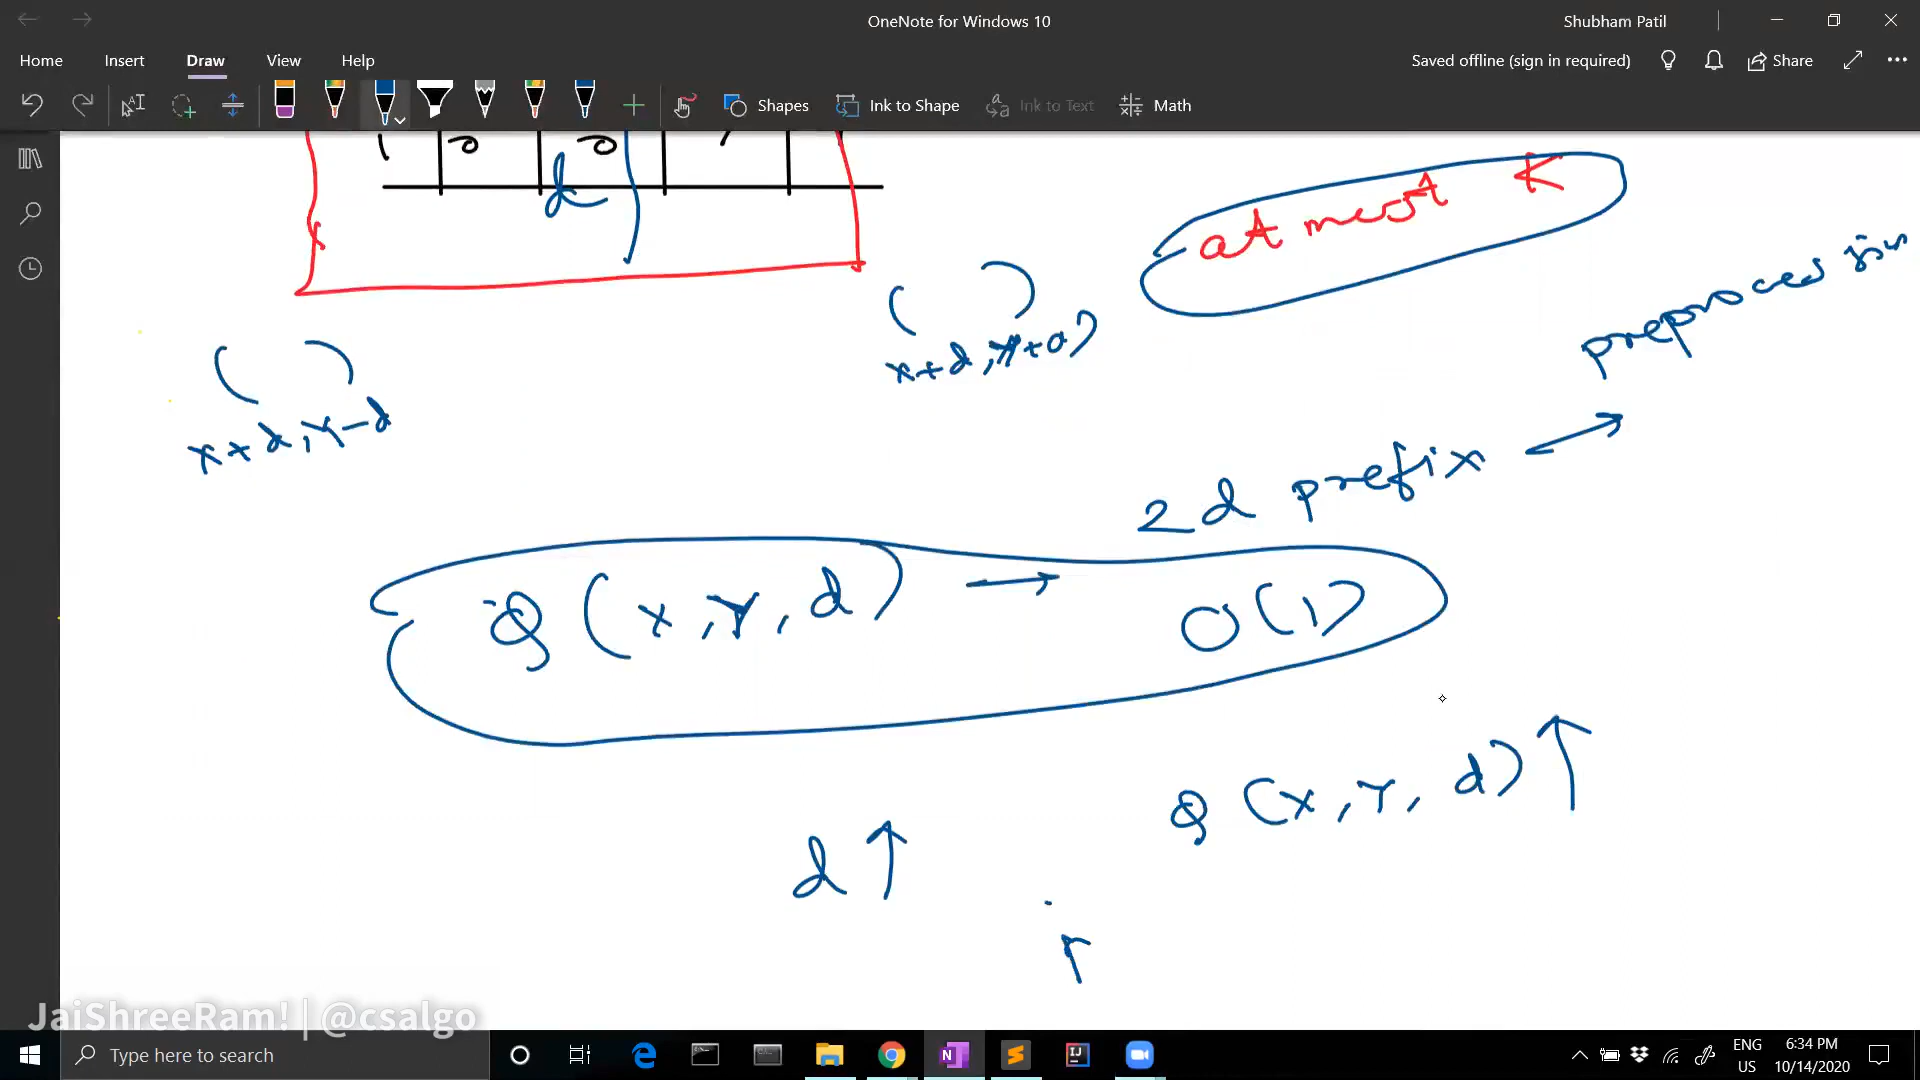 OneNote for Windows 10
Shubham Patil
Home Insert Draw View Help
Saved offline (sign in required) Share
Shapes Ink to Shape Ink to Text Math
d
at most K
preprocessing
x+d, y+d)
x+d, y-d
2d prefix →
Q (x, y, d) → O(1)
Q (x, y, d) ↑
d ↑
JaiShreeRam! | @csalgo
Type here to search
ENG
US
6:34 PM
10/14/2020